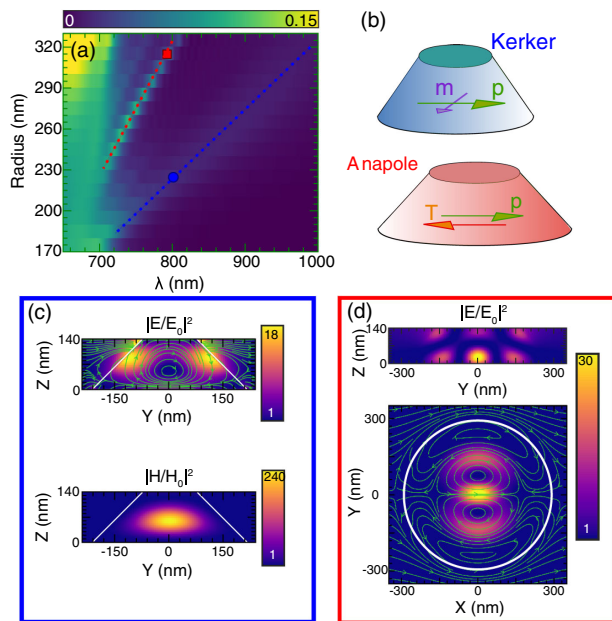 0 0.15
(a)
Radius (nm)
320
290
260
230
200
170
700 800 900 1000
λ (nm)
(b)
Kerker
m p
Anapole
T p
(c)
|E/E₀|²
Z (nm)
140
0
-150 0 150
Y (nm)
18
1
|H/H₀|²
Z (nm)
140
0
-150 0 150
Y (nm)
240
1
(d)
|E/E₀|²
Z (nm)
140
0
-300 0 300
Y (nm)
30
1
Y (nm)
300
0
-300
-300 0 300
X (nm)